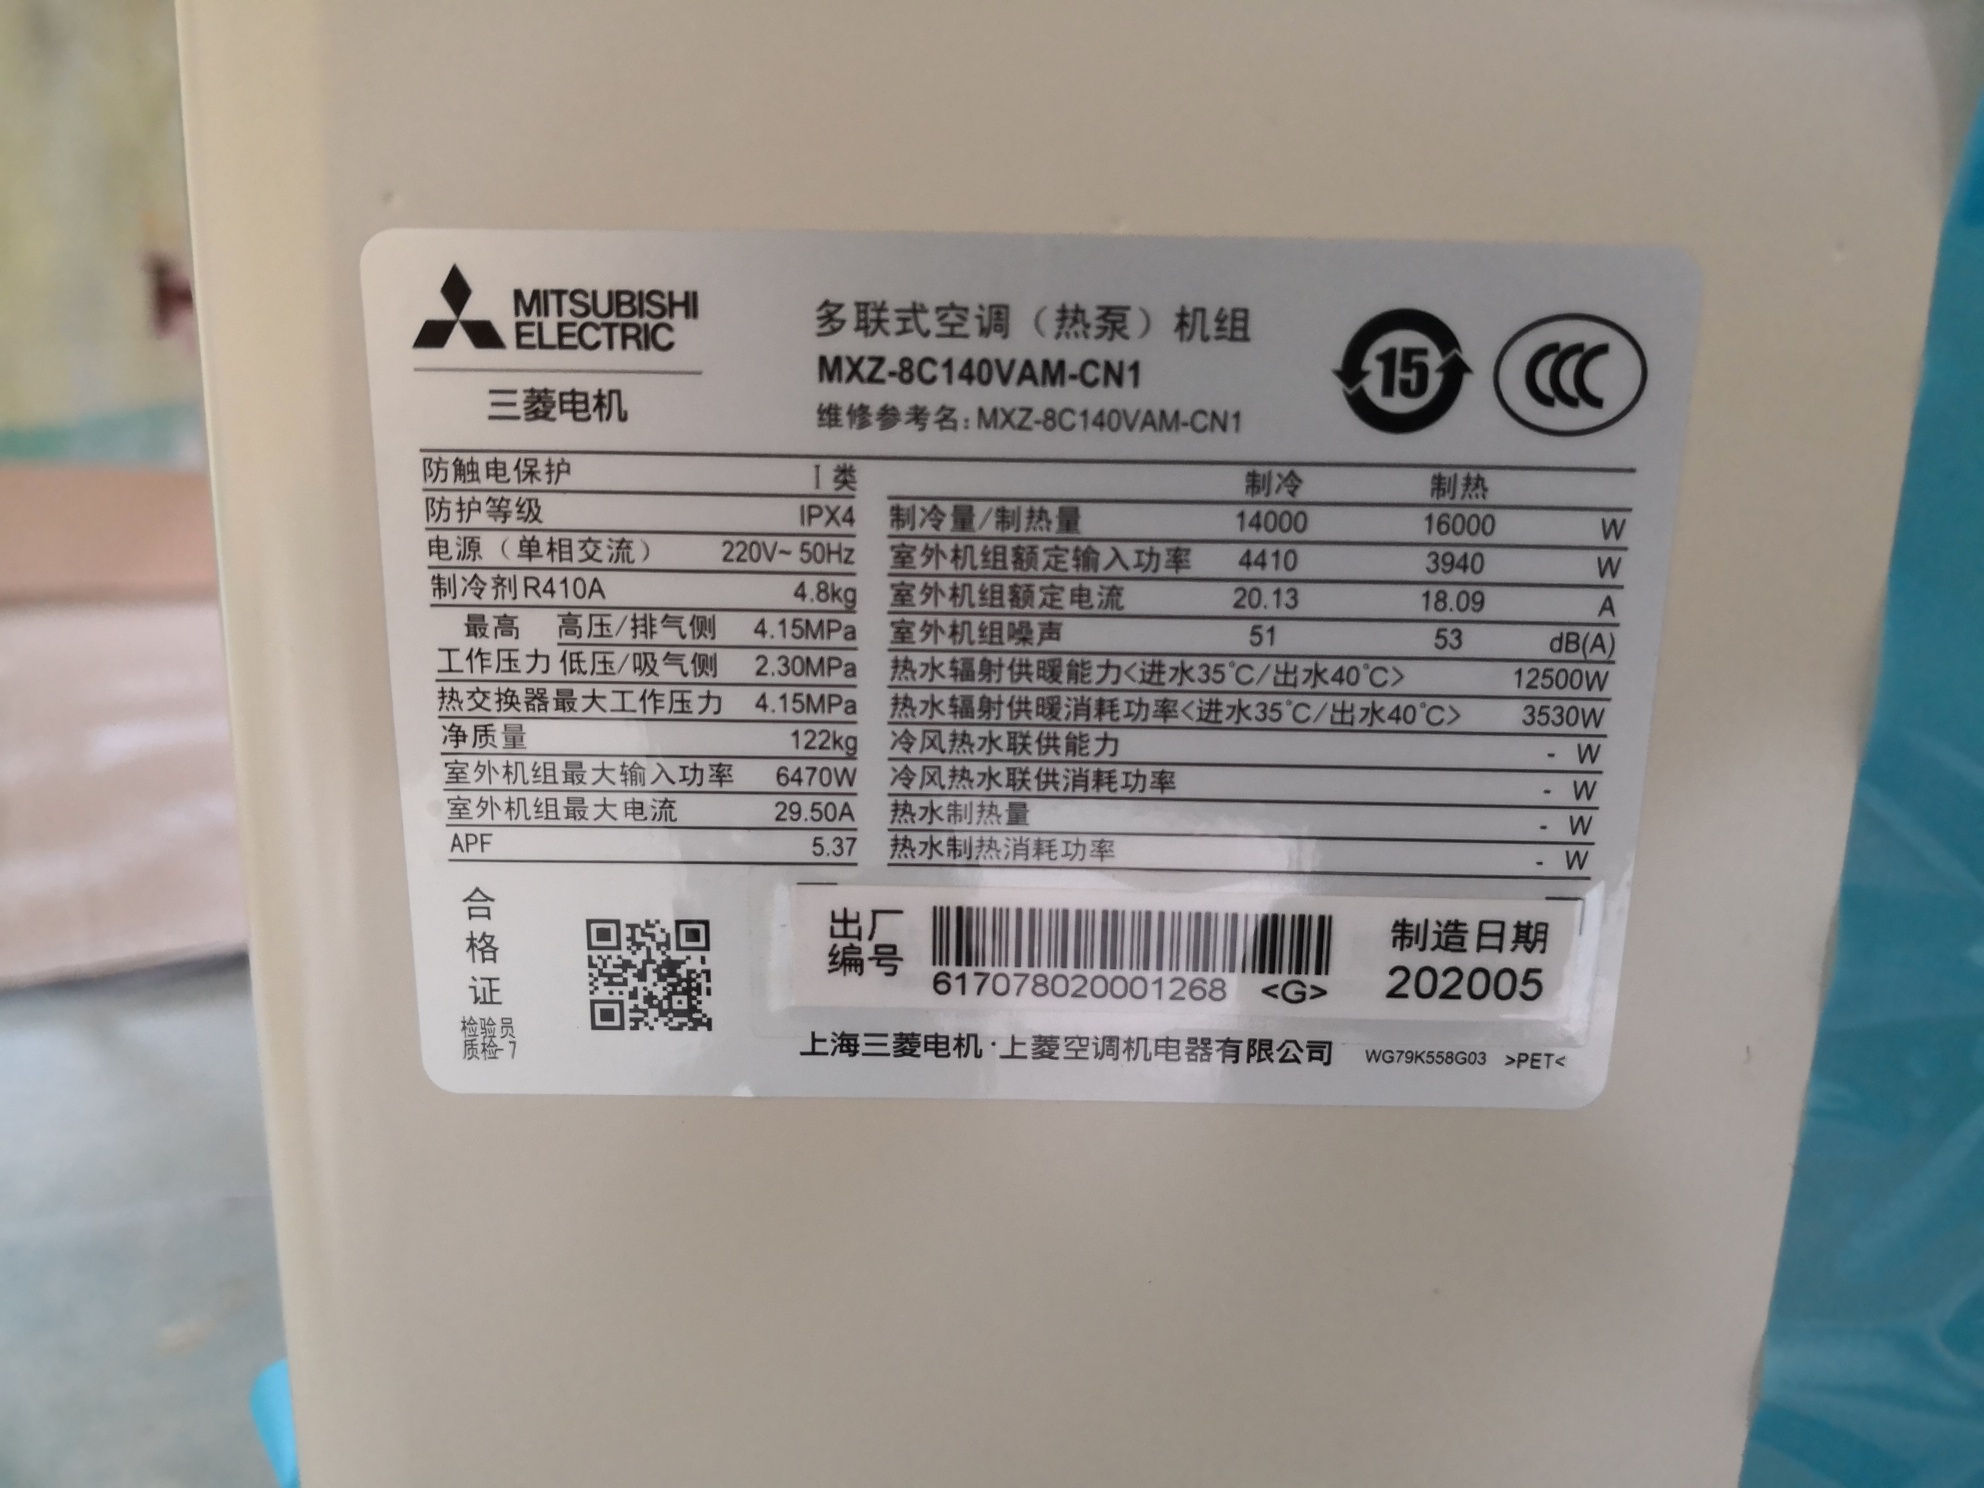 MITSUBISHI
ELECTRIC
三菱电机
多联式空调（热泵）机组
MXZ-8C140VAM-CN1
维修参考名: MXZ-8C140VAM-CN1
15
CCC
防触电保护 I 类
防护等级 IPX4
电源（单相交流） 220V~ 50Hz
制冷剂R410A 4.8kg
最高 高压/排气侧 4.15MPa
工作压力 低压/吸气侧 2.30MPa
热交换器最大工作压力 4.15MPa
净质量 122kg
室外机组最大输入功率 6470W
室外机组最大电流 29.50A
APF 5.37
制冷 制热
制冷量/制热量 14000 16000 W
室外机组额定输入功率 4410 3940 W
室外机组额定电流 20.13 18.09 A
室外机组噪声 51 53 dB(A)
热水辐射供暖能力<进水35℃/出水40℃> 12500W
热水辐射供暖消耗功率<进水35℃/出水40℃> 3530W
冷风热水联供能力 - W
冷风热水联供消耗功率 - W
热水制热量 - W
热水制热消耗功率 - W
合格证
检验员
质检-7
出厂
编号
617078020001268 <G>
制造日期
202005
上海三菱电机·上菱空调机电器有限公司 WG79K558G03 >PET<